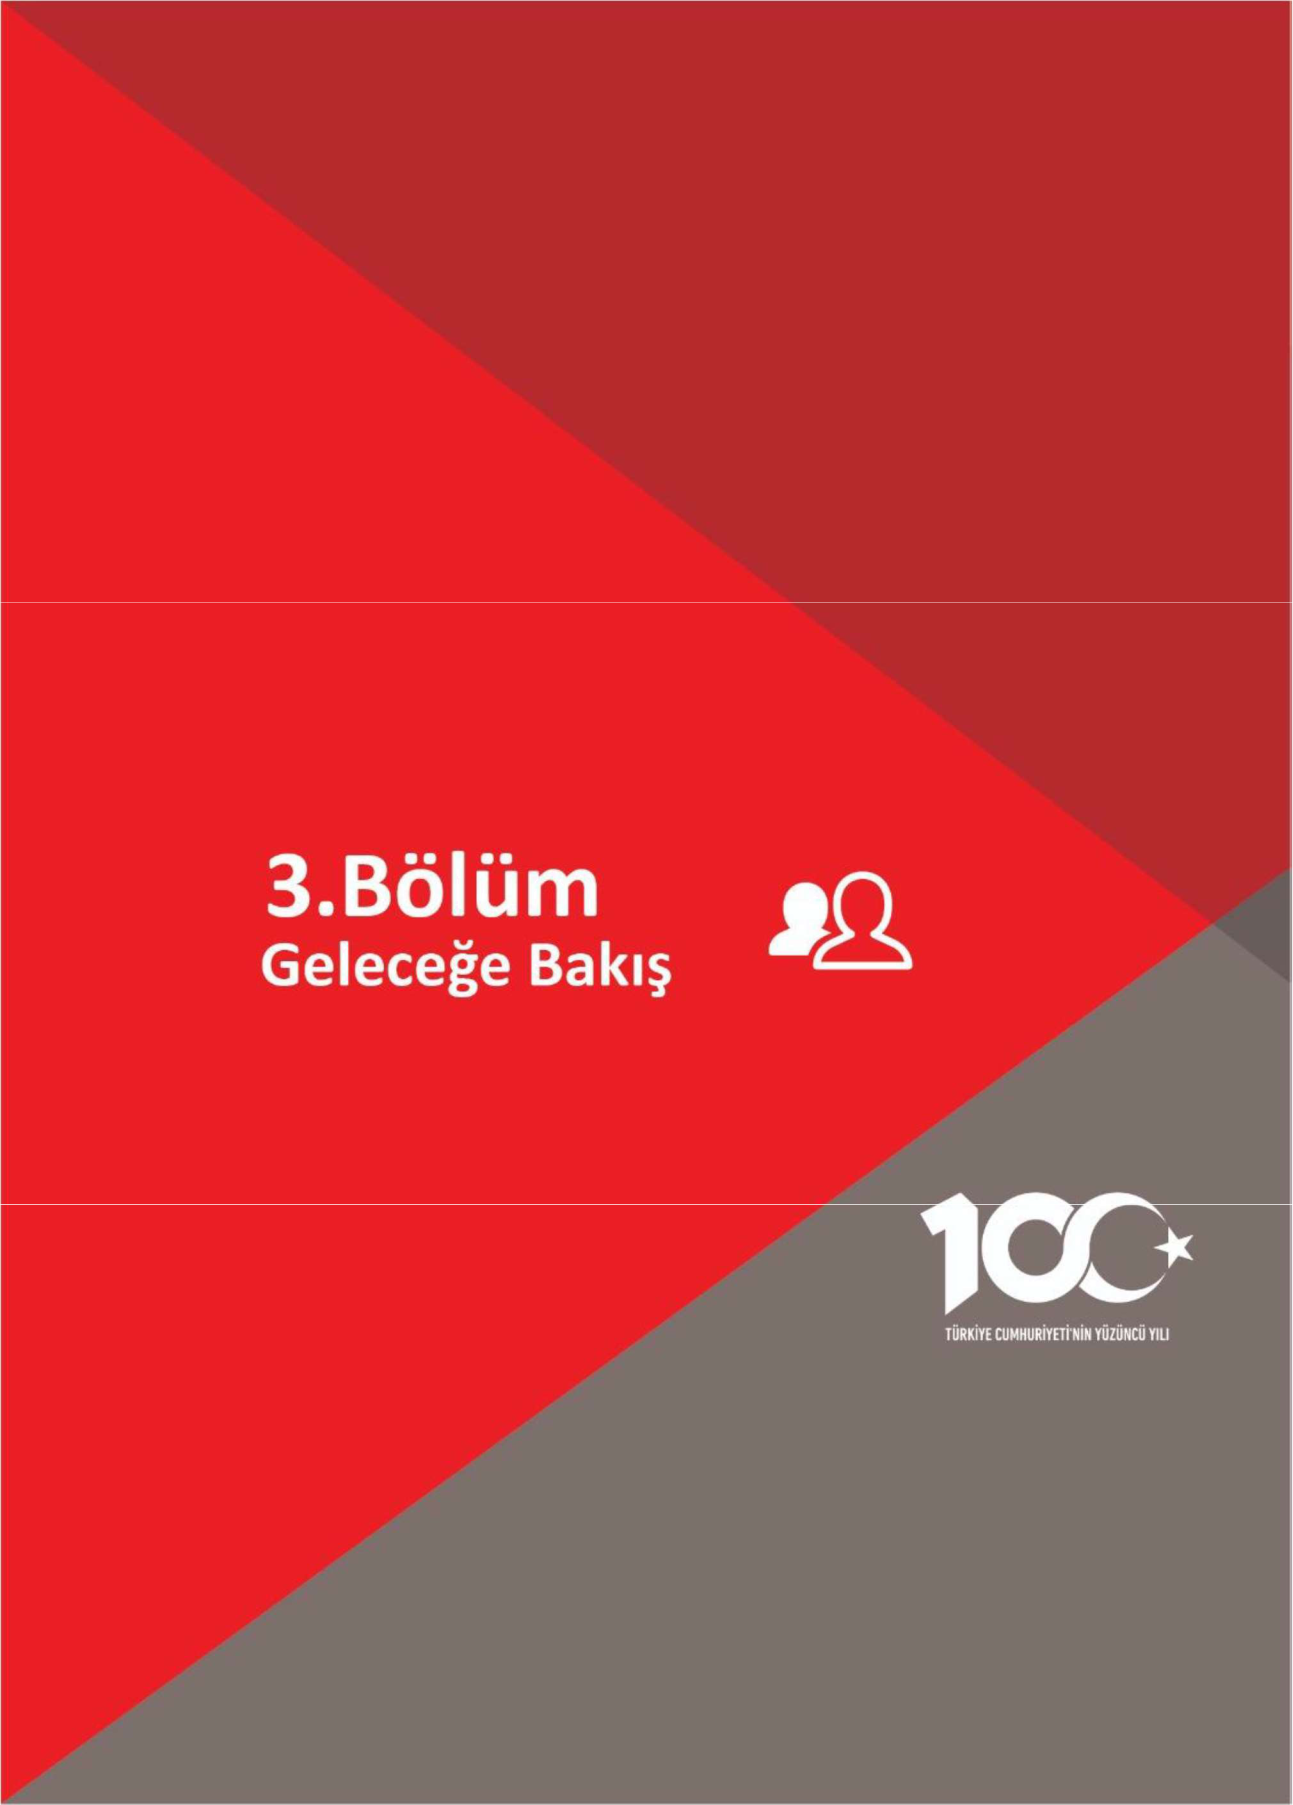 3.Bölüm
Geleceğe Bakış
100
TÜRKİYE CUMHURİYETİ'NİN YÜZÜNCÜ YILI